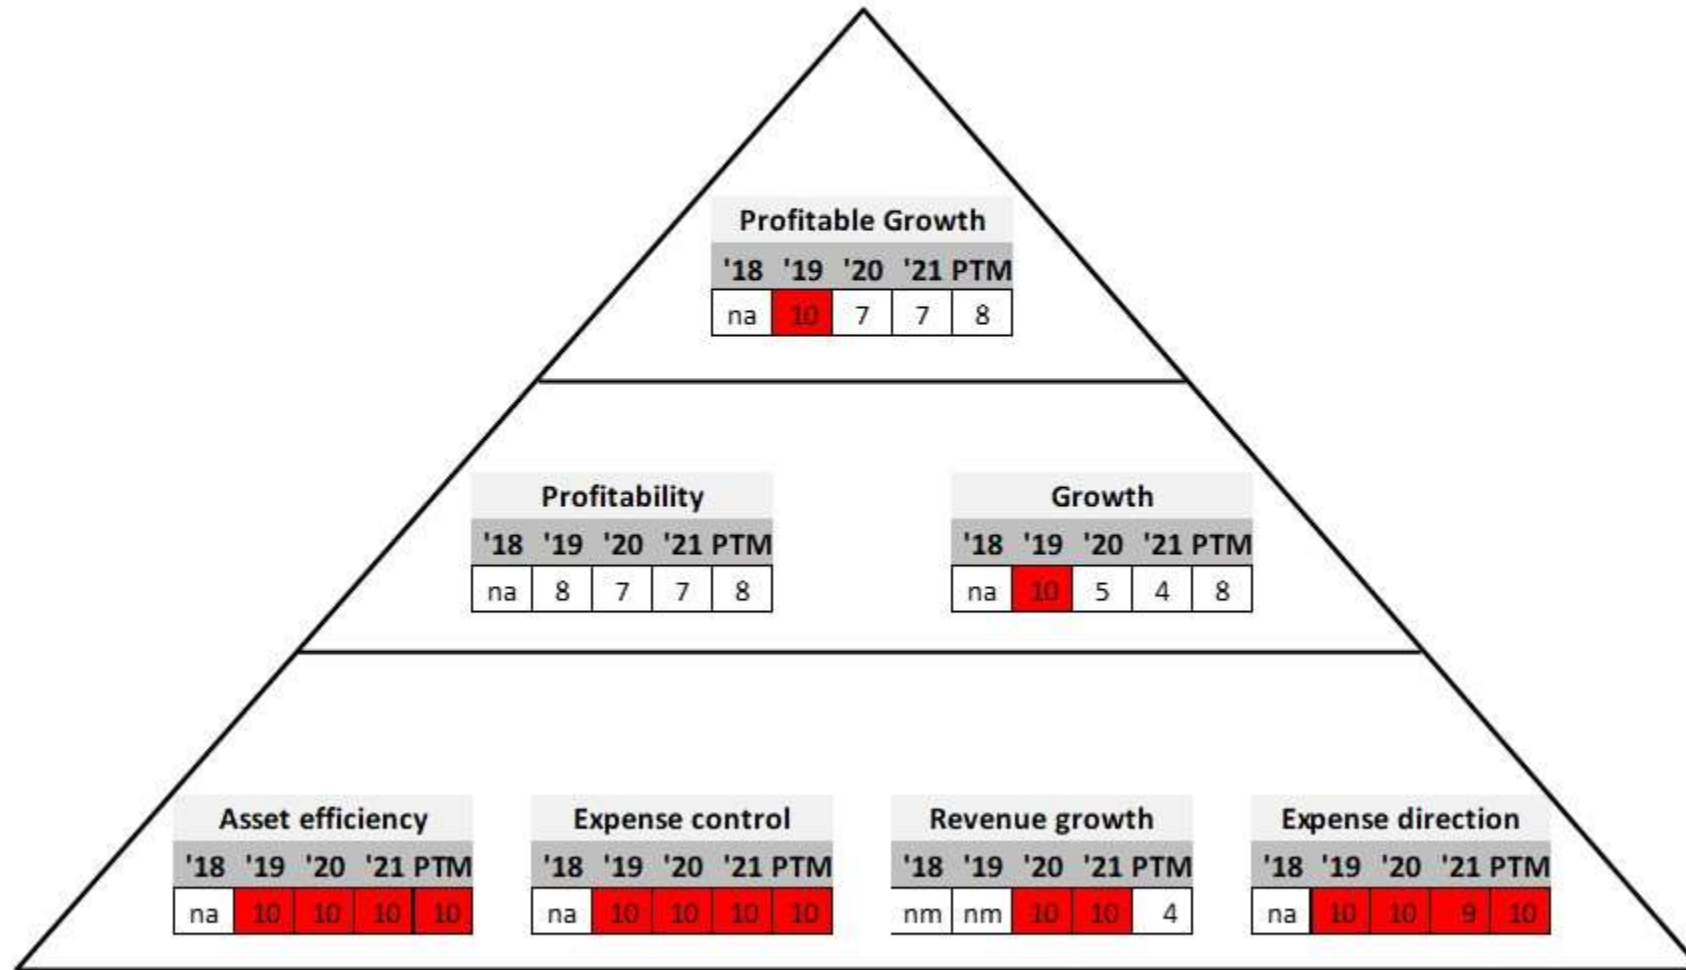 Profitable Growth
'18 '19 '20 '21 PTM
na 10 7 7 8
Profitability
'18 '19 '20 '21 PTM
na 8 7 7 8
Growth
'18 '19 '20 '21 PTM
na 10 5 4 8
Asset efficiency
'18 '19 '20 '21 PTM
na 10 10 10 10
Expense control
'18 '19 '20 '21 PTM
na 10 10 10 10
Revenue growth
'18 '19 '20 '21 PTM
nm nm 10 10 4
Expense direction
'18 '19 '20 '21 PTM
na 10 10 9 10